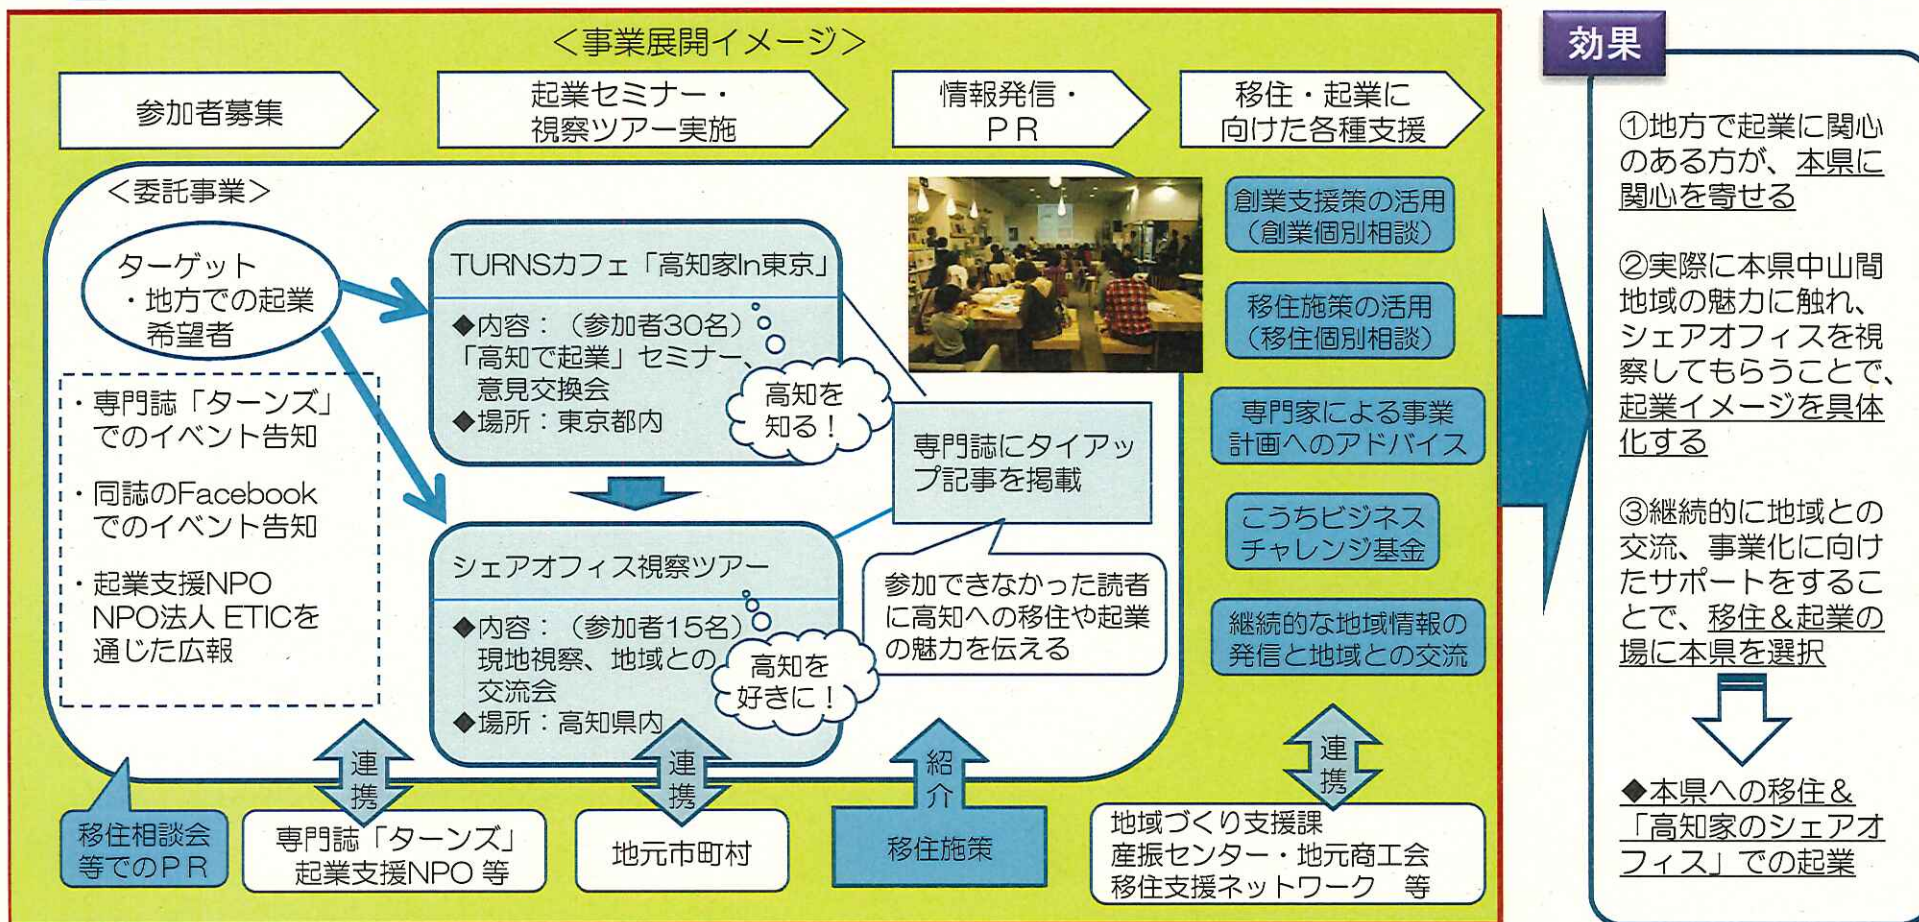 ＜事業展開イメージ＞
参加者募集
起業セミナー・
視察ツアー実施
情報発信・
ＰＲ
移住・起業に
向けた各種支援
＜委託事業＞
ターゲット
・地方での起業
希望者
・専門誌「ターンズ」
でのイベント告知
・同誌のFacebook
でのイベント告知
・起業支援NPO
NPO法人 ETICを
通じた広報
TURNSカフェ「高知家In東京」
◆内容：（参加者30名）
「高知で起業」セミナー、
意見交換会
◆場所：東京都内
高知を
知る！
シェアオフィス視察ツアー
◆内容：（参加者15名）
現地視察、地域との
交流会
◆場所：高知県内
高知を
好きに！
専門誌にタイアッ
プ記事を掲載
参加できなかった読者
に高知への移住や起業
の魅力を伝える
創業支援策の活用
（創業個別相談）
移住施策の活用
（移住個別相談）
専門家による事業
計画へのアドバイス
こうちビジネス
チャレンジ基金
継続的な地域情報の
発信と地域との交流
連携
連携
紹介
連携
移住相談会
等でのＰＲ
専門誌「ターンズ」
起業支援NPO 等
地元市町村
移住施策
地域づくり支援課
産振センター・地元商工会
移住支援ネットワーク　等
効果
①地方で起業に関心
のある方が、本県に
関心を寄せる
②実際に本県中山間
地域の魅力に触れ、
シェアオフィスを視
察してもらうことで、
起業イメージを具体
化する
③継続的に地域との
交流、事業化に向け
たサポートをするこ
とで、移住＆起業の
場に本県を選択
◆本県への移住＆
「高知家のシェアオ
フィス」での起業